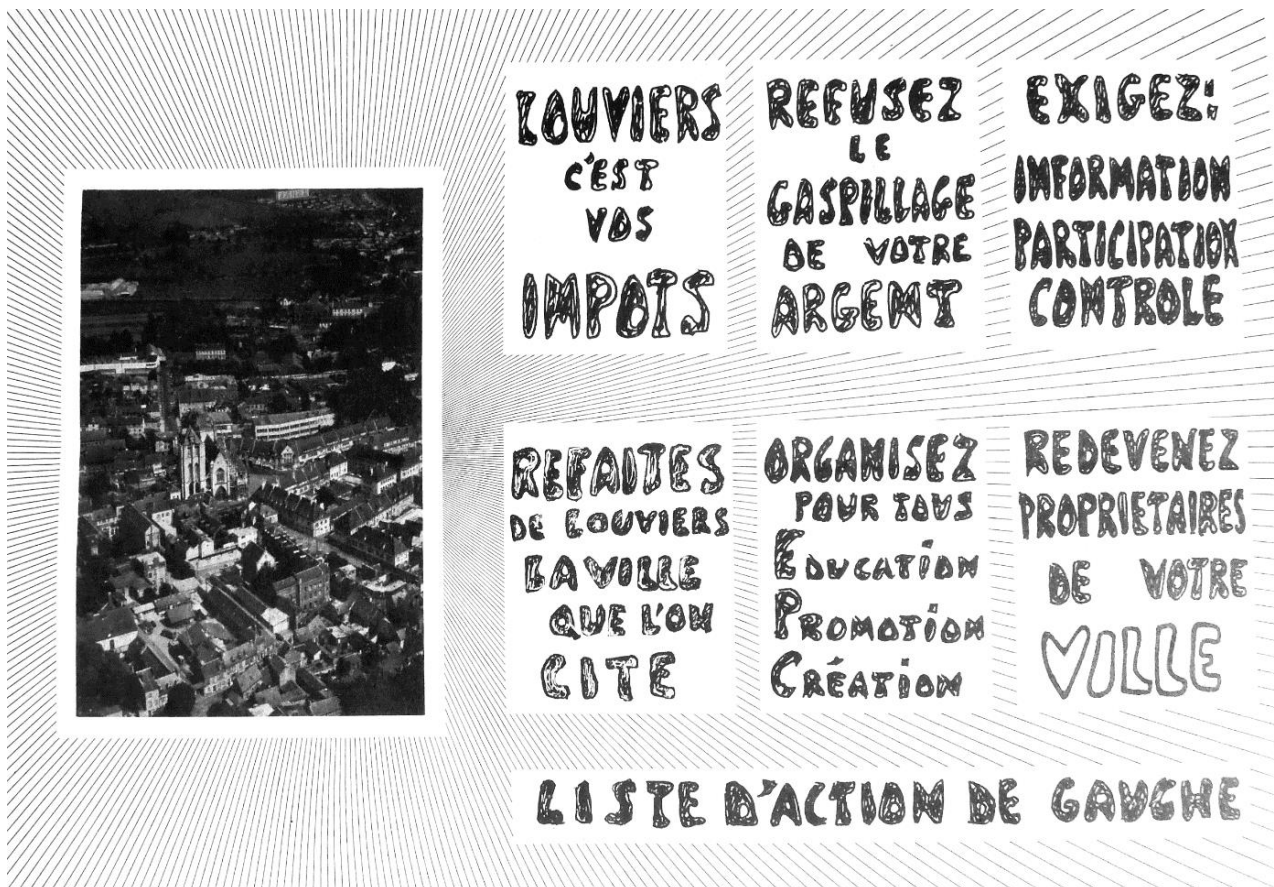 LOUVIERS
C'EST
VOS
IMPOTS
REFUSEZ
LE
GASPILLAGE
DE VOTRE
ARGENT
EXIGEZ:
INFORMATION
PARTICIPATION
CONTROLE
REFAITES
DE LOUVIERS
LA VILLE
QUE L'ON
CITE
ORGANISEZ
POUR TOUS
EDUCATION
PROMOTION
CRÉATION
REDEVENEZ
PROPRIETAIRES
DE VOTRE
VILLE
LISTE D'ACTION DE GAUCHE